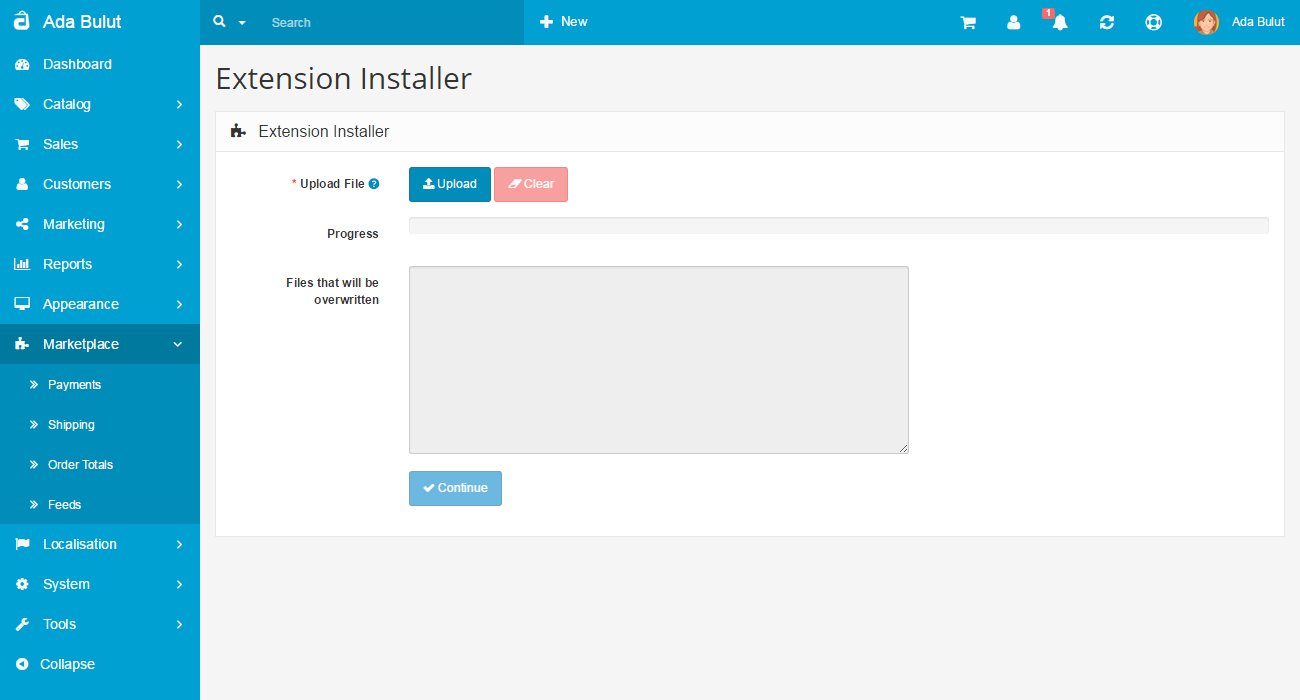 Ada Bulut
Search
New
1
Ada Bulut
Dashboard
Catalog
Sales
Customers
Marketing
Reports
Appearance
Marketplace
Payments
Shipping
Order Totals
Feeds
Localisation
System
Tools
Collapse
Extension Installer
Extension Installer
* Upload File ?
Upload
Clear
Progress
Files that will be
overwritten
Continue